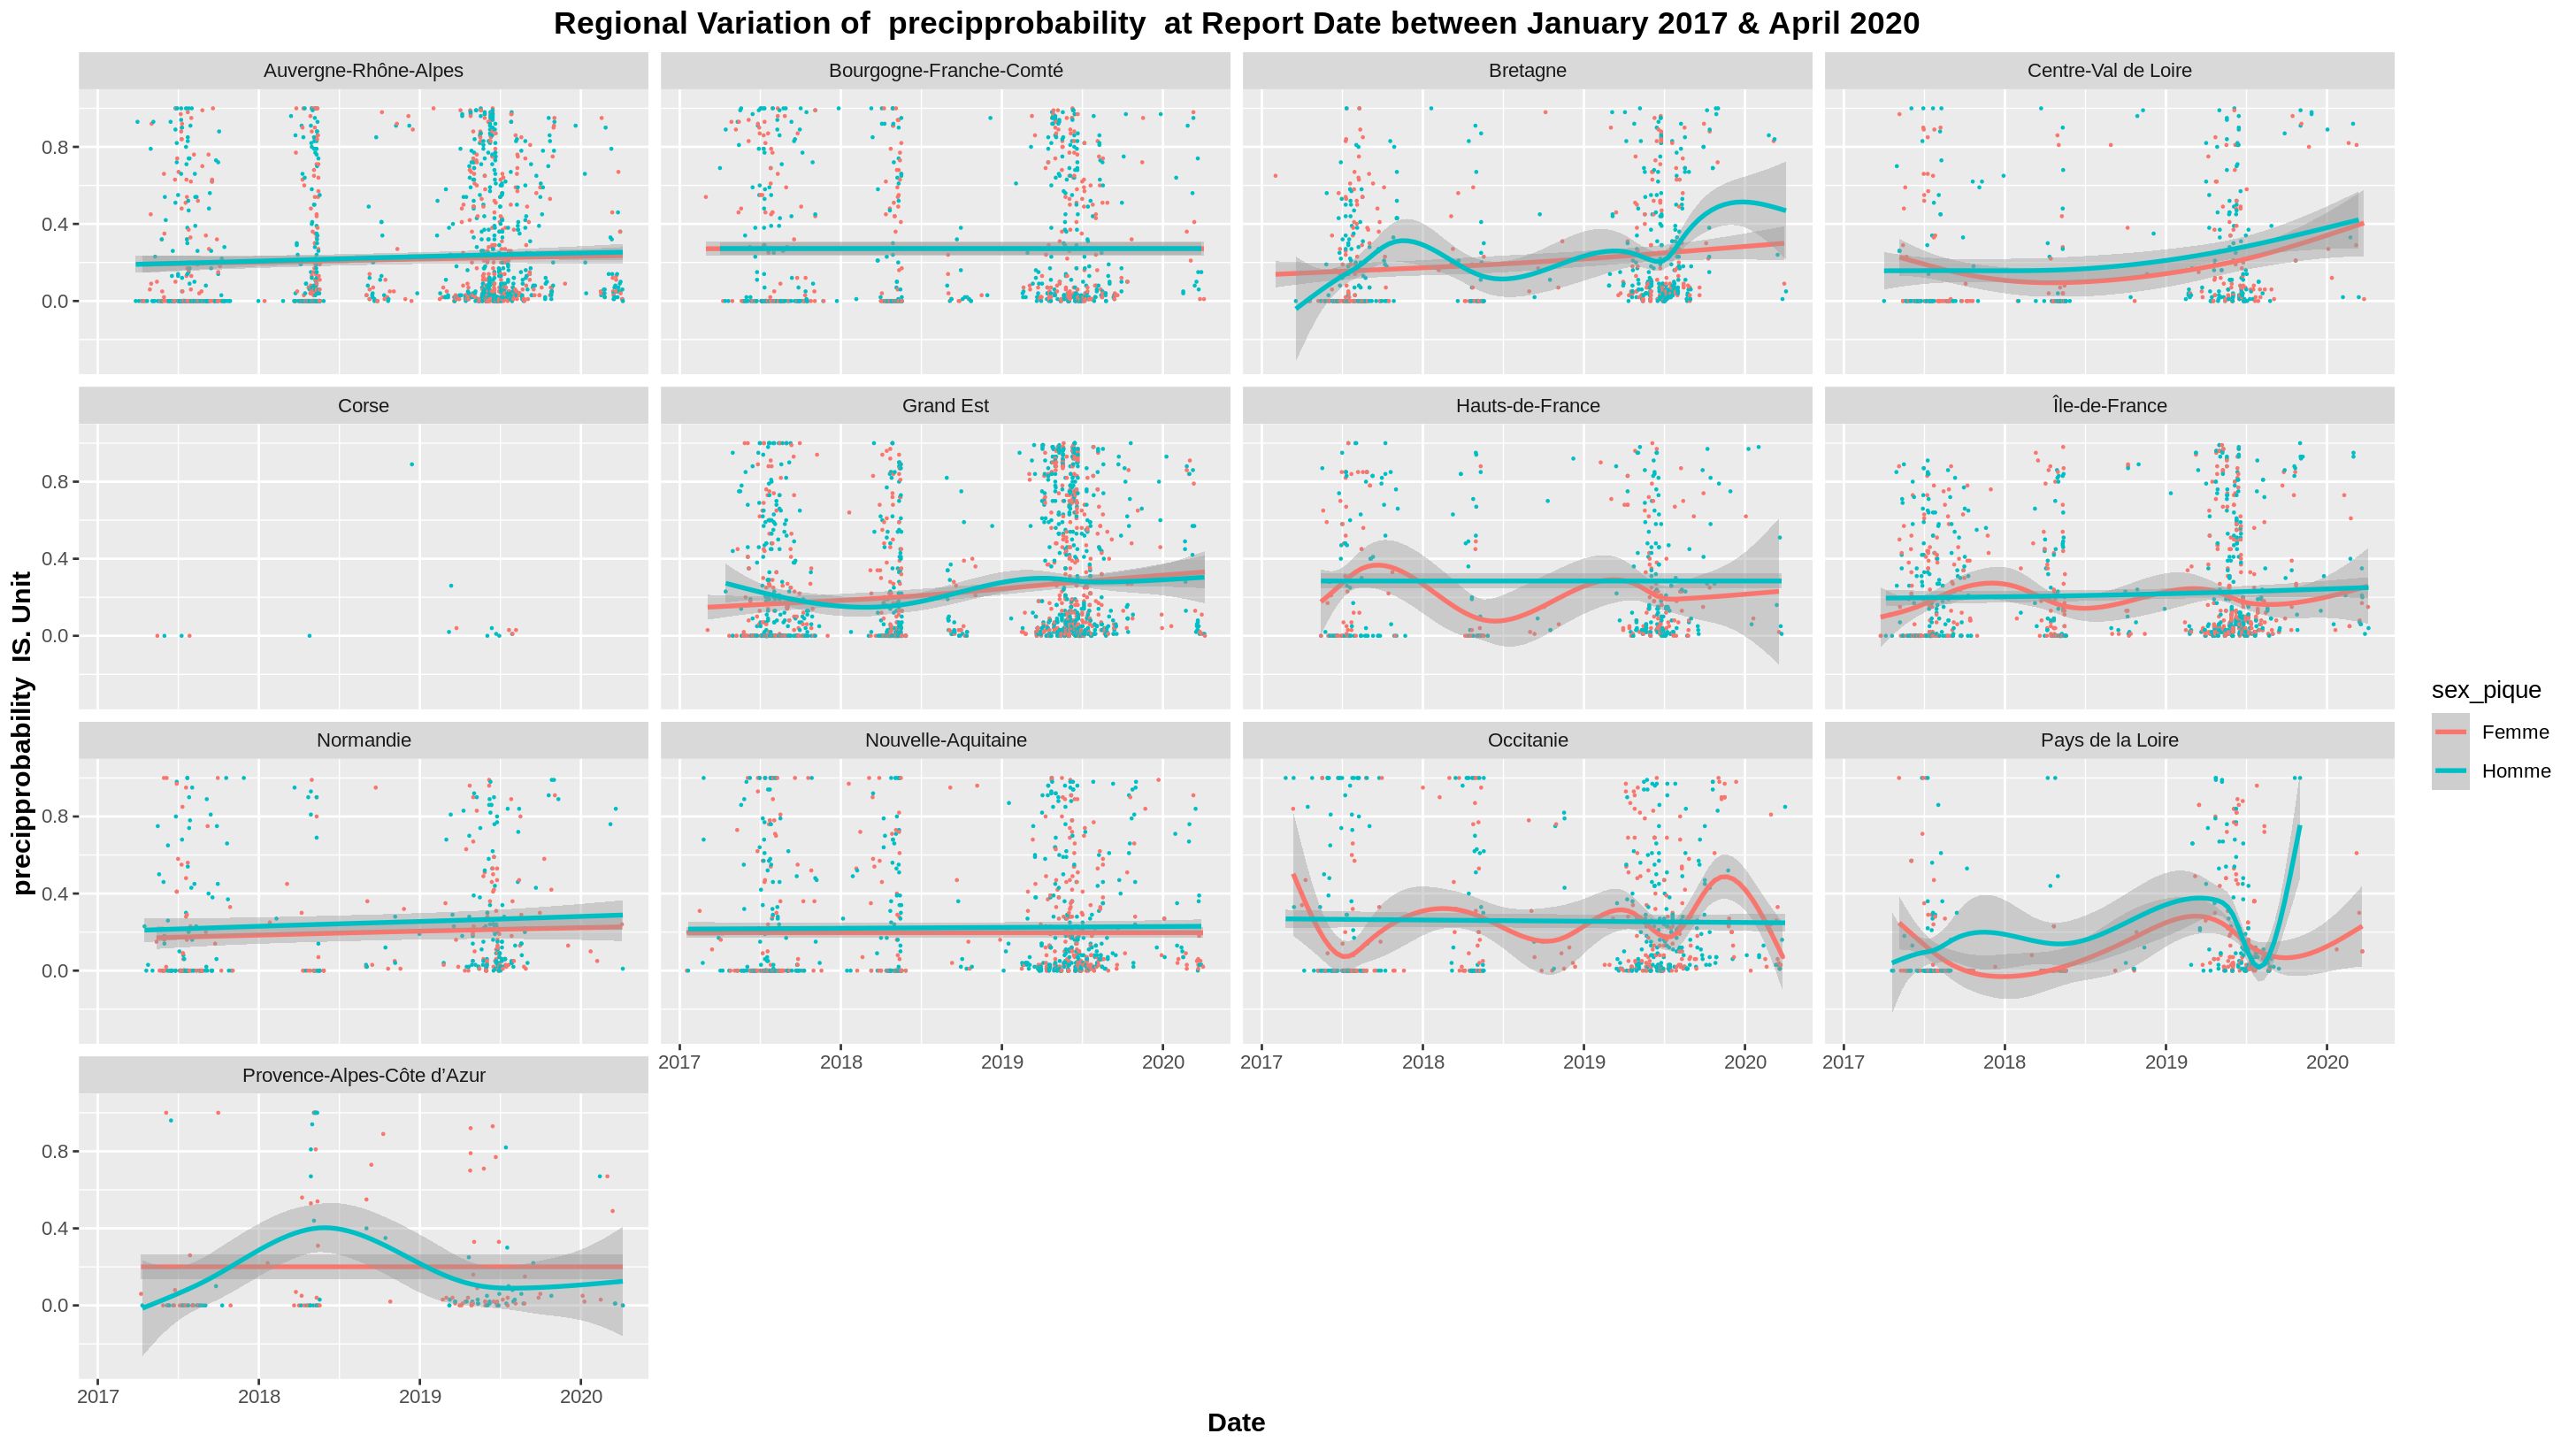 Regional Variation of  precipprobability  at Report Date between January 2017 & April 2020
Auvergne-Rhône-Alpes
Bourgogne-Franche-Comté
Bretagne
Centre-Val de Loire
0.8
0.4
0.0
Corse
Grand Est
Hauts-de-France
Île-de-France
0.8
0.4
0.0
precipprobability  IS. Unit
sex_pique
Femme
Homme
Normandie
Nouvelle-Aquitaine
Occitanie
Pays de la Loire
0.8
0.4
0.0
2017 2018 2019 2020
2017 2018 2019 2020
2017 2018 2019 2020
Provence-Alpes-Côte d’Azur
0.8
0.4
0.0
2017 2018 2019 2020
Date